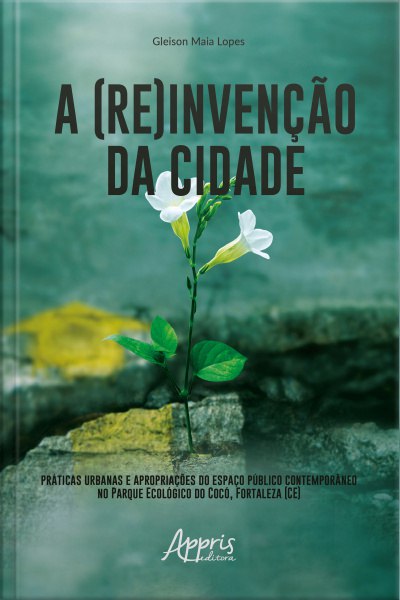 Gleison Maia Lopes
A (RE)INVENÇÃO
DA CIDADE
PRÁTICAS URBANAS E APROPRIAÇÕES DO ESPAÇO PÚBLICO CONTEMPORÂNEO
NO PARQUE ECOLÓGICO DO COCÓ, FORTALEZA (CE)
Appris
editora